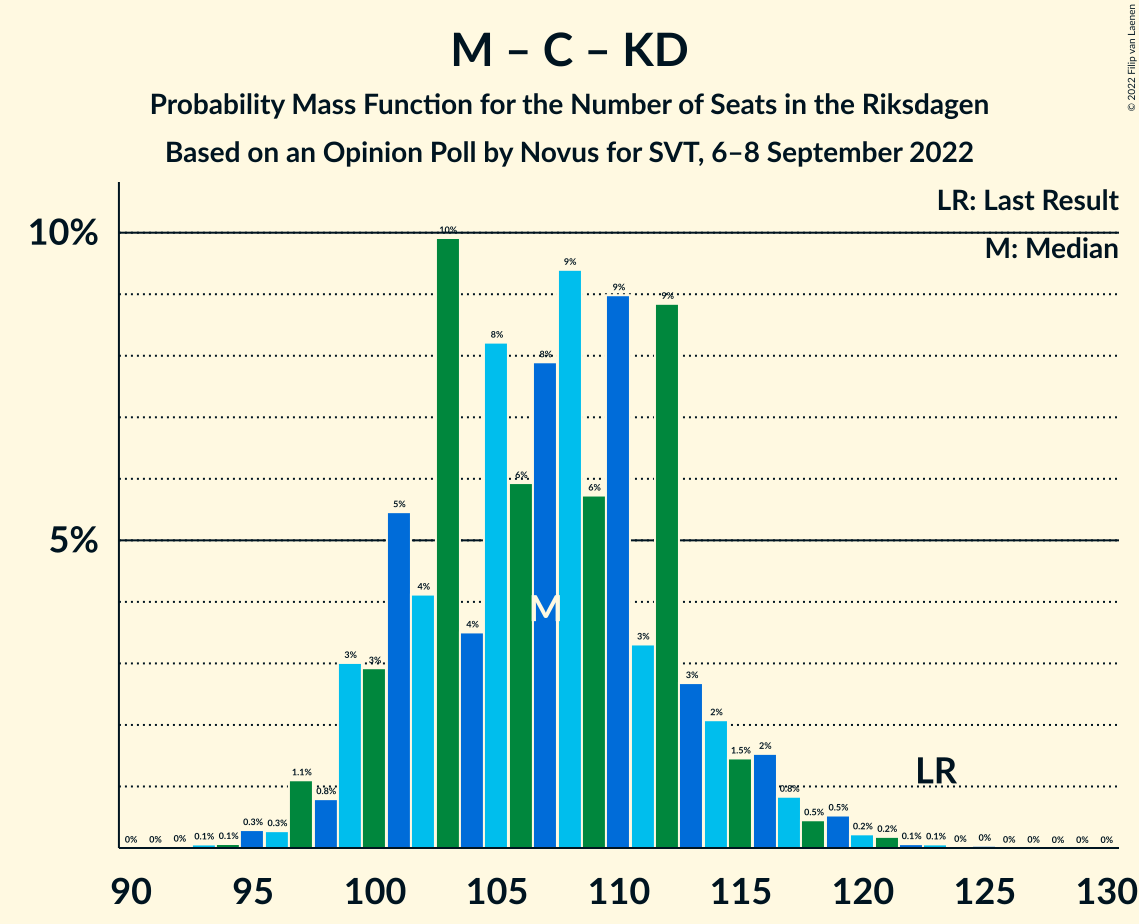 M – C – KD
Probability Mass Function for the Number of Seats in the Riksdagen
Based on an Opinion Poll by Novus for SVT, 6–8 September 2022
© 2022 Filip van Laenen
LR: Last Result
M: Median
10%
5%
0% 0% 0% 0.1% 0.1% 0.3% 0.3% 1.1% 0.8% 3% 3% 5% 4% 10% 4% 8% 6% 8% 9% 6% 9% 3% 9% 3% 2% 1.5% 2% 0.8% 0.5% 0.5% 0.2% 0.2% 0.1% 0.1% 0% 0% 0% 0% 0% 0% 0%
M
LR
90 95 100 105 110 115 120 125 130